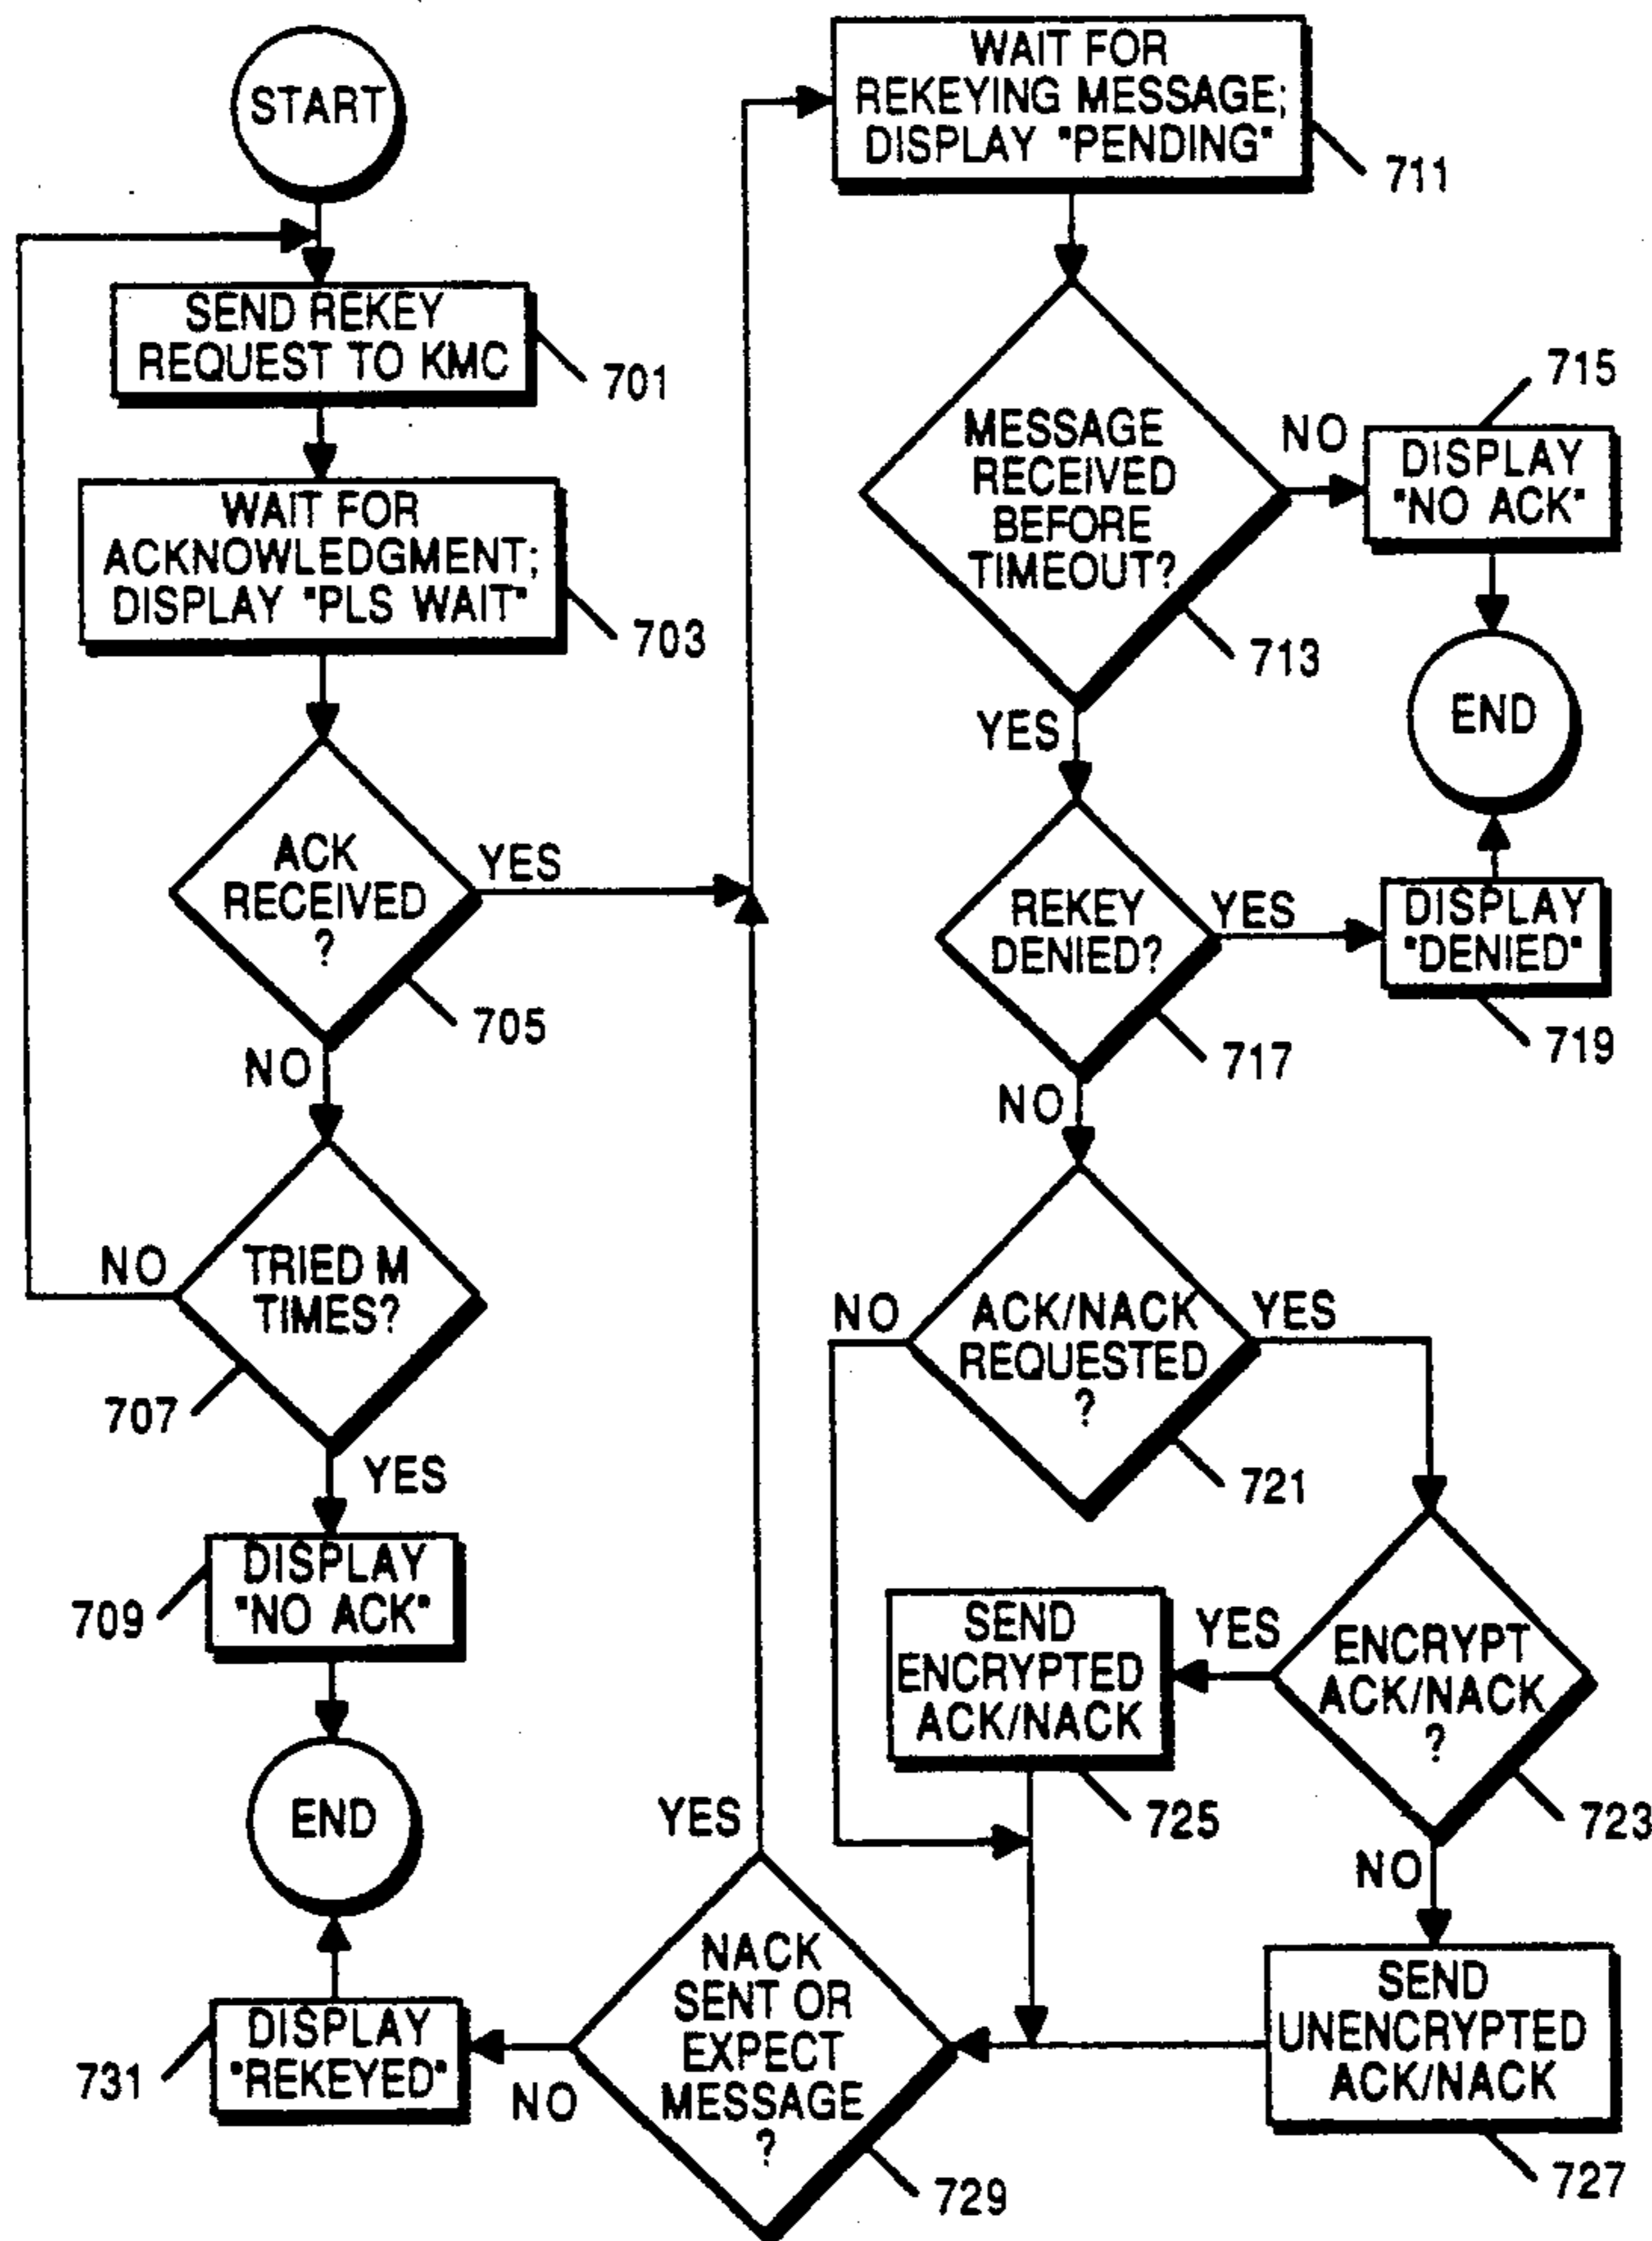 START
SEND REKEY
REQUEST TO KMC
701
WAIT FOR
ACKNOWLEDGMENT;
DISPLAY "PLS WAIT"
703
ACK
RECEIVED
?
YES
705
NO
TRIED M
TIMES?
NO
707
YES
DISPLAY
"NO ACK"
709
END
DISPLAY
"REKEYED"
731
WAIT FOR
REKEYING MESSAGE;
DISPLAY "PENDING"
711
MESSAGE
RECEIVED
BEFORE
TIMEOUT?
713
NO
715
DISPLAY
"NO ACK"
END
YES
REKEY
DENIED?
YES
717
DISPLAY
"DENIED"
719
NO
ACK/NACK
REQUESTED
?
NO
YES
721
ENCRYPT
ACK/NACK
?
YES
723
SEND
ENCRYPTED
ACK/NACK
725
NO
SEND
UNENCRYPTED
ACK/NACK
727
NACK
SENT OR
EXPECT
MESSAGE
?
YES
NO
729